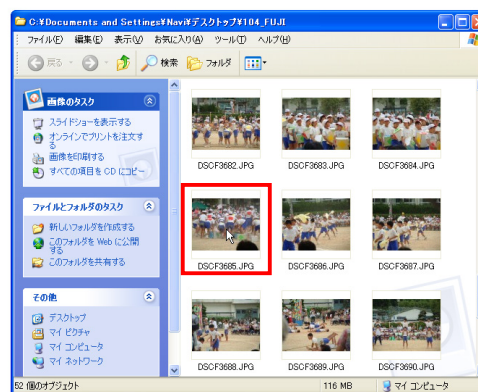 C:¥Documents and Settings¥Navi¥デスクトップ¥104_FUJI
ファイル(F) 編集(E) 表示(V) お気に入り(A) ツール(T) ヘルプ(H)
戻る 検索 フォルダ
画像のタスク
スライドショーを表示する
オンラインでプリントを注文す
る
画像を印刷する
すべての項目を CD にコピー
ファイルとフォルダのタスク
新しいフォルダを作成する
このフォルダを Web に公開
する
このフォルダを共有する
その他
デスクトップ
マイ ピクチャ
マイ コンピュータ
マイ ネットワーク
DSCF3682.JPG DSCF3683.JPG DSCF3684.JPG
DSCF3685.JPG DSCF3686.JPG DSCF3687.JPG
DSCF3688.JPG DSCF3689.JPG DSCF3690.JPG
52 個のオブジェクト 116 MB マイ コンピュータ